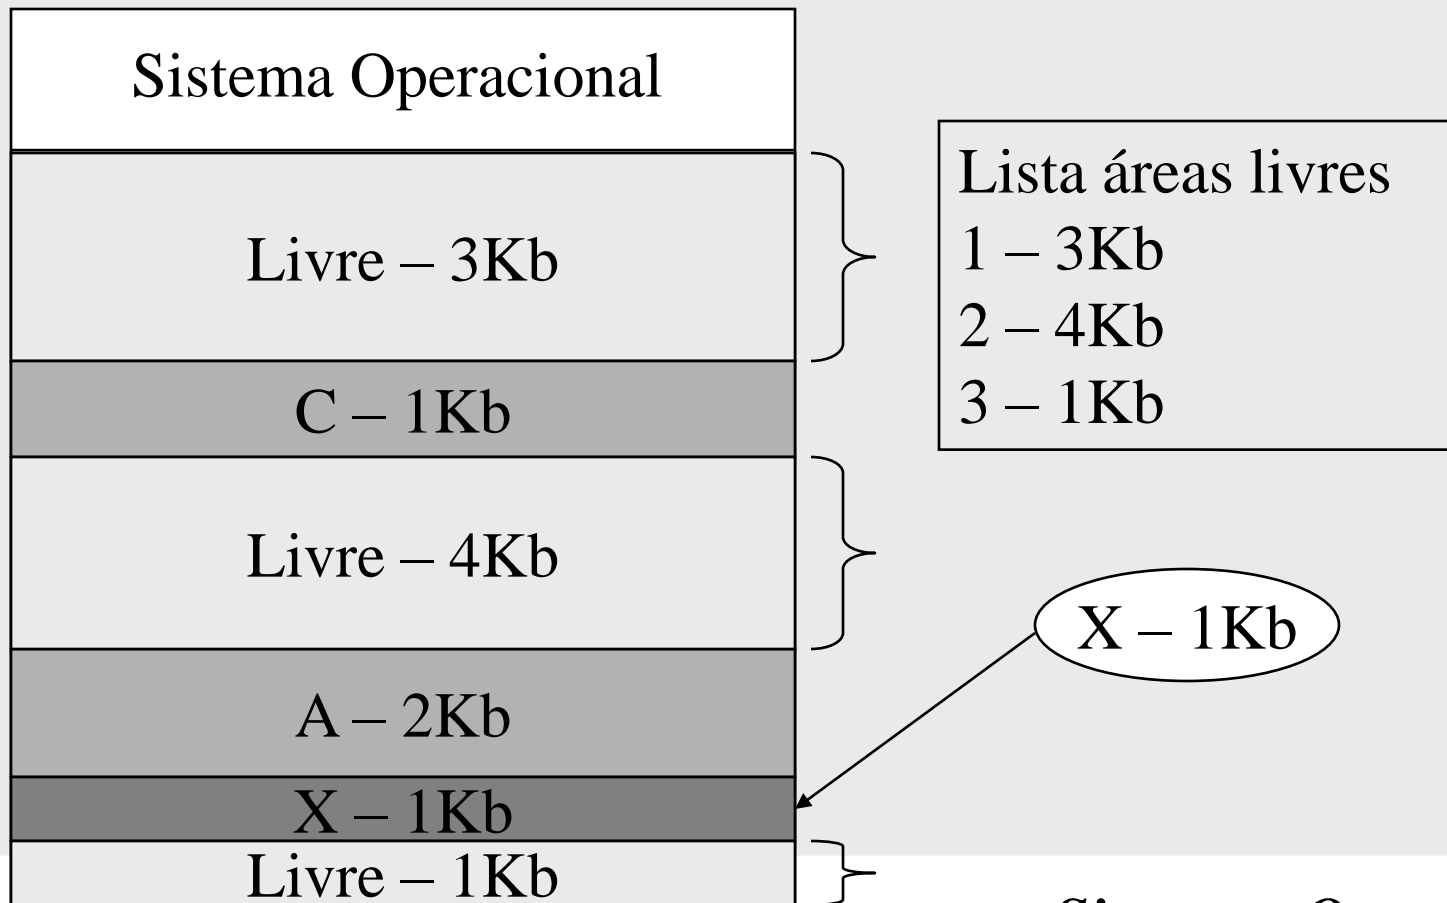 Sistema Operacional
Livre – 3Kb
C – 1Kb
Livre – 4Kb
A – 2Kb
X – 1Kb
Livre – 1Kb
Lista áreas livres
1 – 3Kb
2 – 4Kb
3 – 1Kb
X – 1Kb